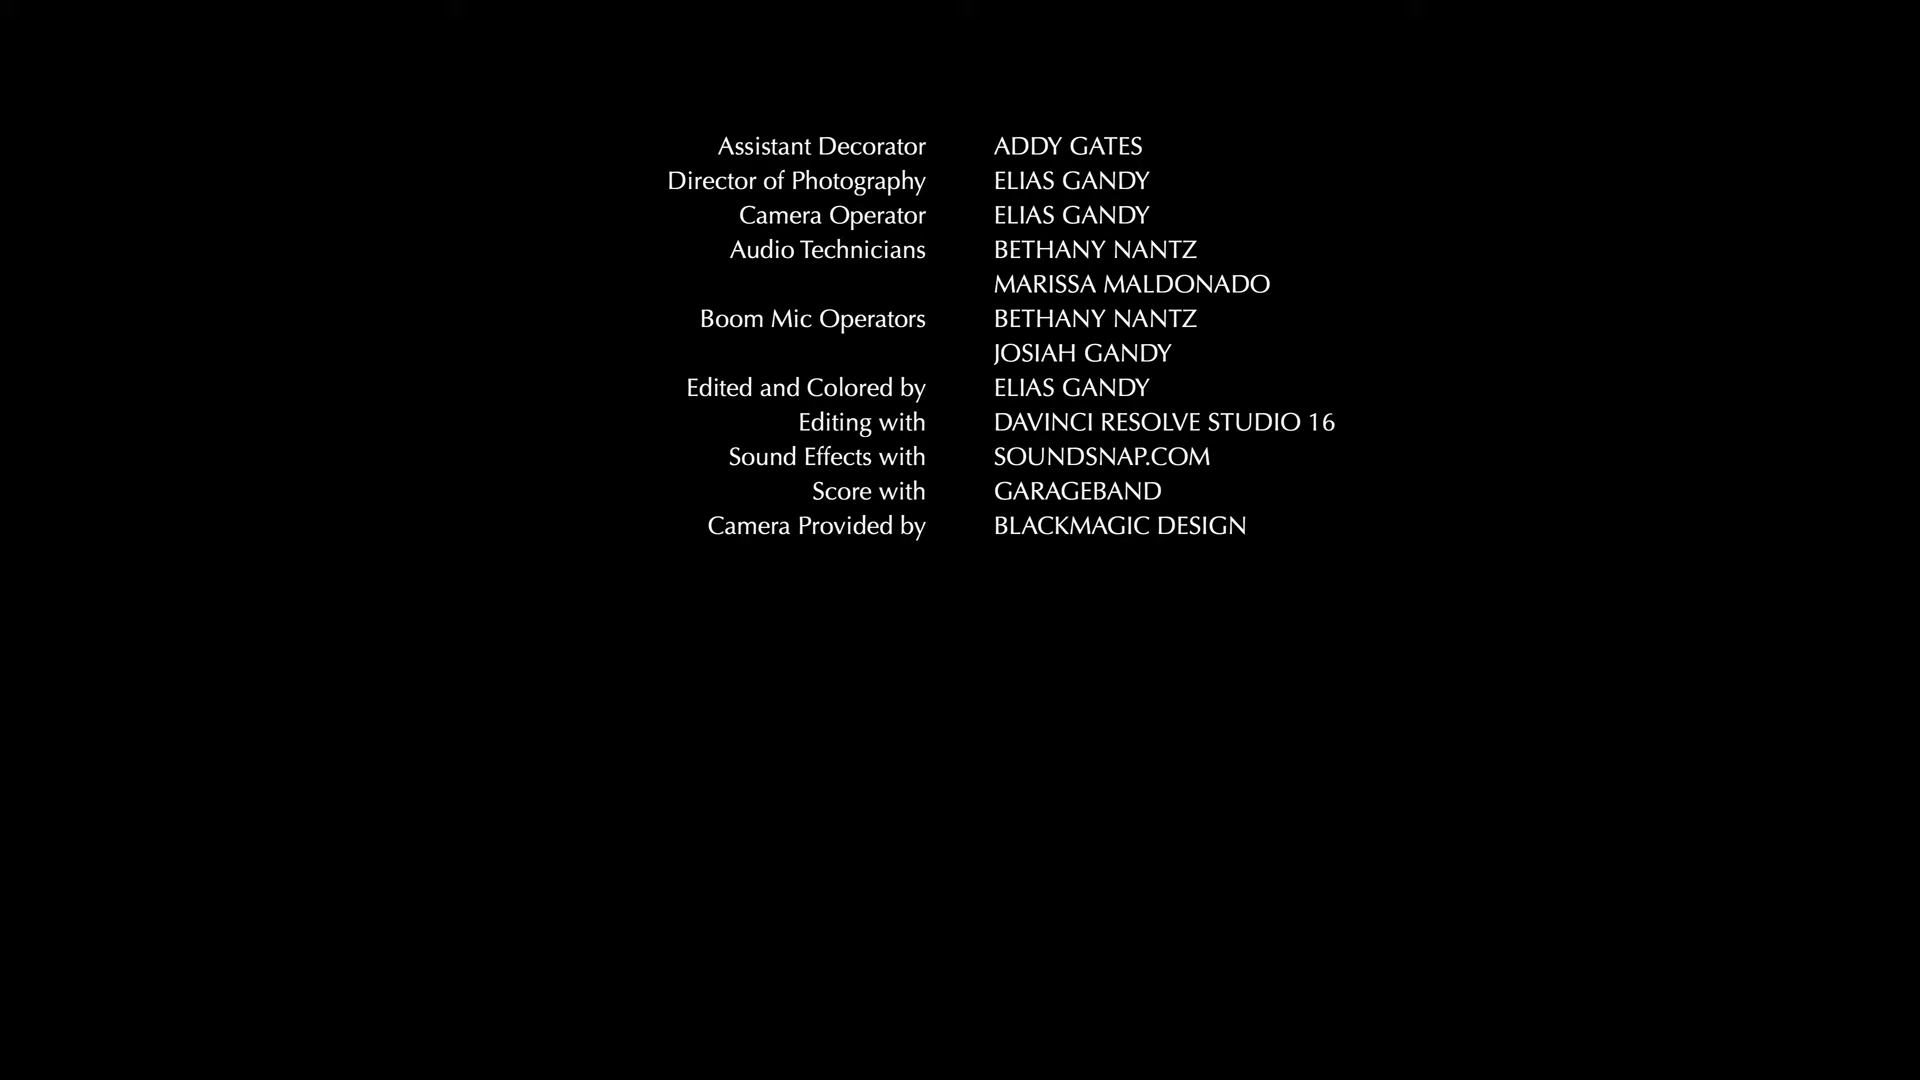 Assistant Decorator ADDY GATES
Director of Photography ELIAS GANDY
Camera Operator ELIAS GANDY
Audio Technicians BETHANY NANTZ
MARISSA MALDONADO
Boom Mic Operators BETHANY NANTZ
JOSIAH GANDY
Edited and Colored by ELIAS GANDY
Editing with DAVINCI RESOLVE STUDIO 16
Sound Effects with SOUNDSNAP.COM
Score with GARAGEBAND
Camera Provided by BLACKMAGIC DESIGN